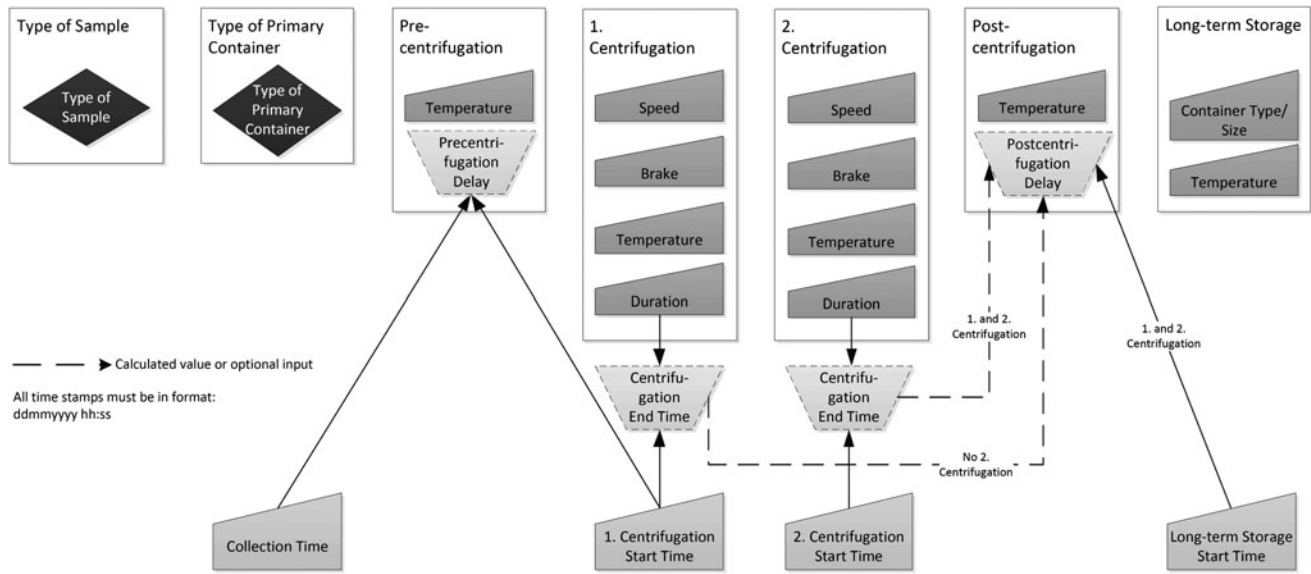 Type of Sample
Type of
Sample
Type of Primary
Container
Type of
Primary
Container
Pre-
centrifugation
Temperature
Precentri-
fugation
Delay
1.
Centrifugation
Speed
Brake
Temperature
Duration
2.
Centrifugation
Speed
Brake
Temperature
Duration
Post-
centrifugation
Temperature
Postcentri-
fugation
Delay
Long-term Storage
Container Type/
Size
Temperature
1. and 2.
Centrifugation
1. and 2.
Centrifugation
Calculated value or optional input
All time stamps must be in format:
ddmmyyyy hh:ss
Centrifu-
gation
End Time
Centrifu-
gation
End Time
No 2.
Centrifugation
Collection Time
1. Centrifugation
Start Time
2. Centrifugation
Start Time
Long-term Storage
Start Time